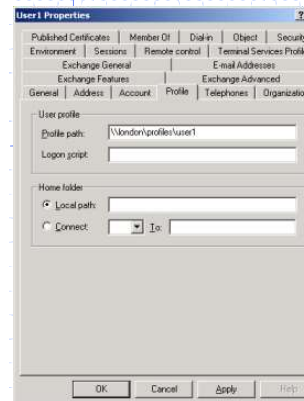 User1 Properties
Published Certificates Member Of Dial-in Object Security
Environment Sessions Remote control Terminal Services Profile
Exchange General E-mail Addresses
Exchange Features Exchange Advanced
General Address Account Profile Telephones Organizatio
User profile
Profile path: \\london\profiles\user1
Logon script:
Home folder
Local path:
Connect: To:
OK Cancel Apply Help